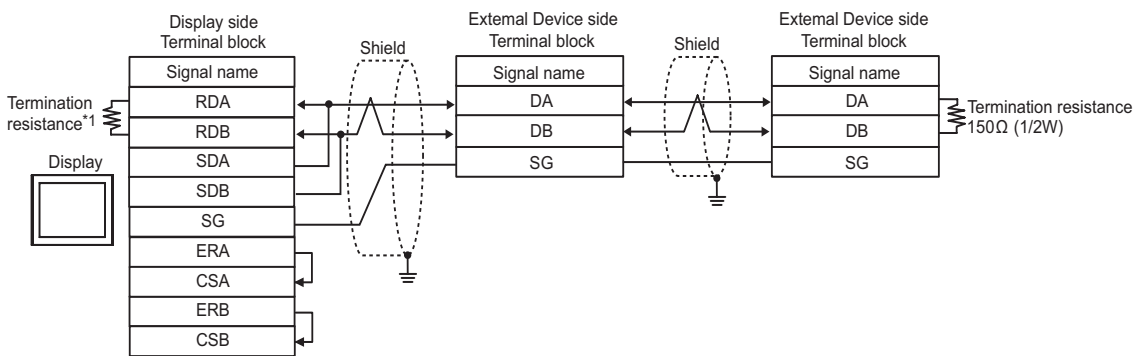 Display side
Terminal block
Signal name
RDA
RDB
SDA
SDB
SG
ERA
CSA
ERB
CSB
Termination
resistance*1
Display
Shield
External Device side
Terminal block
Signal name
DA
DB
SG
Shield
External Device side
Terminal block
Signal name
DA
DB
SG
Termination resistance
150Ω (1/2W)